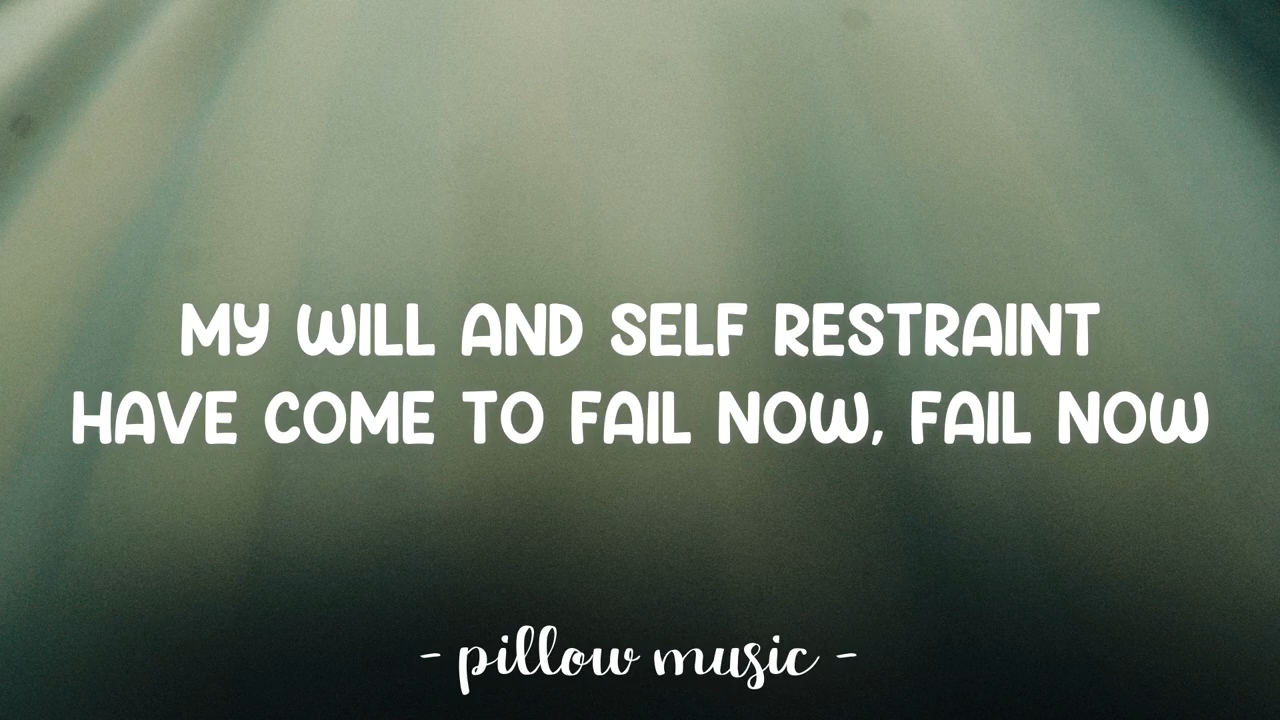 MY WILL AND SELF RESTRAINT
HAVE COME TO FAIL NOW, FAIL NOW
- pillow music -